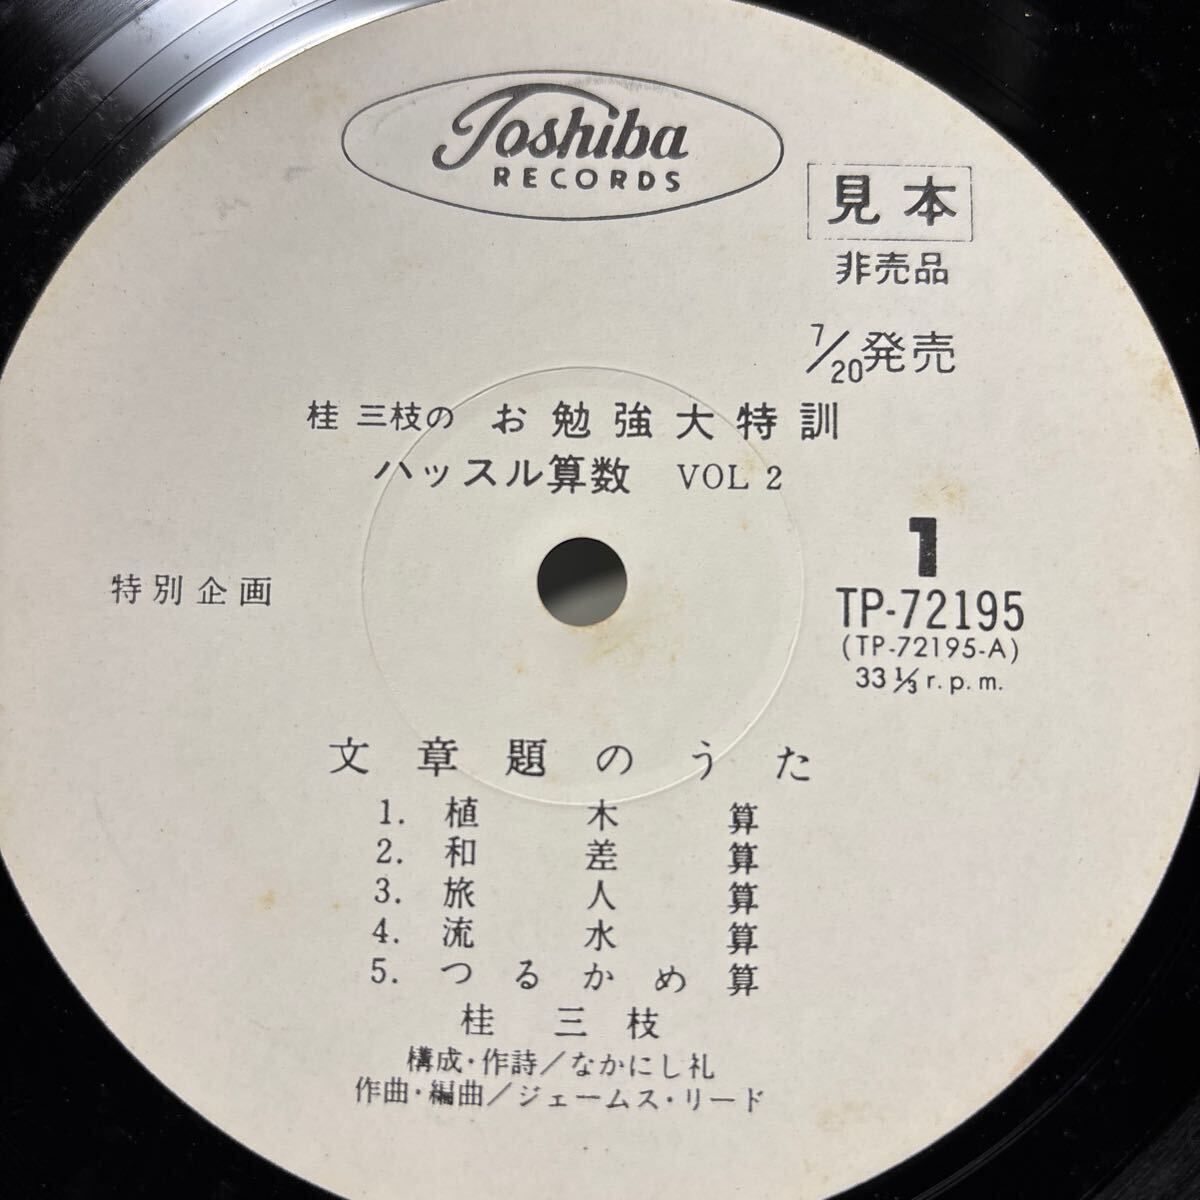 Toshiba
RECORDS
見本
非売品
7/20発売
桂 三枝の お勉強大特訓
ハッスル算数 VOL 2
特別企画
1
TP-72195
(TP-72195-A)
33 1/3 r.p.m.
文章題のうた
1. 植木算
2. 和差算
3. 旅人算
4. 流水算
5. つるかめ算
桂三枝
構成・作詩/なかにし礼
作曲・編曲/ジェームス・リード